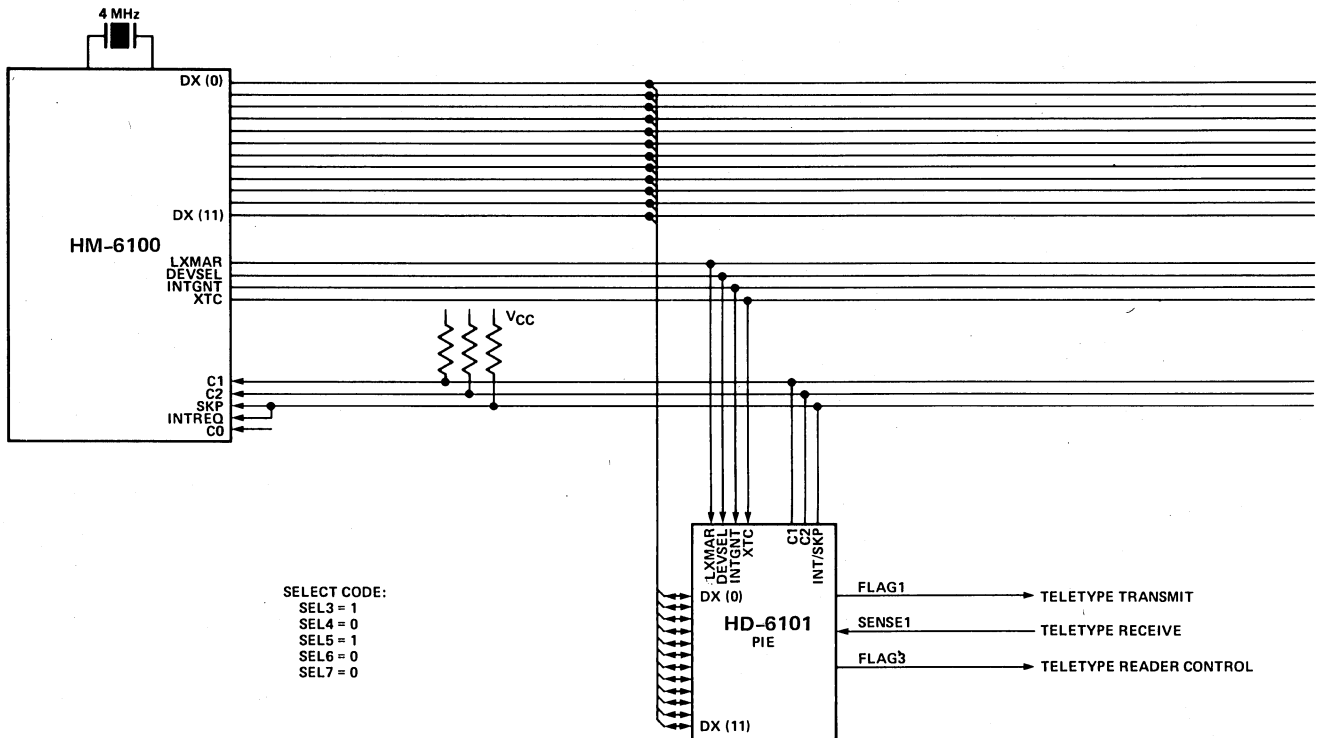 4 MHz
DX (0)
DX (11)
HM-6100
LXMAR
DEVSEL
INTGNT
XTC
VCC
C1
C2
SKP
INTREQ
C0
LXMAR
DEVSEL
INTGNT
XTC
C1
C2
INT/SKP
SELECT CODE:
SEL3 = 1
SEL4 = 0
SEL5 = 1
SEL6 = 0
SEL7 = 0
DX (0)
HD-6101
PIE
DX (11)
FLAG1
TELETYPE TRANSMIT
SENSE1
TELETYPE RECEIVE
FLAG3
TELETYPE READER CONTROL